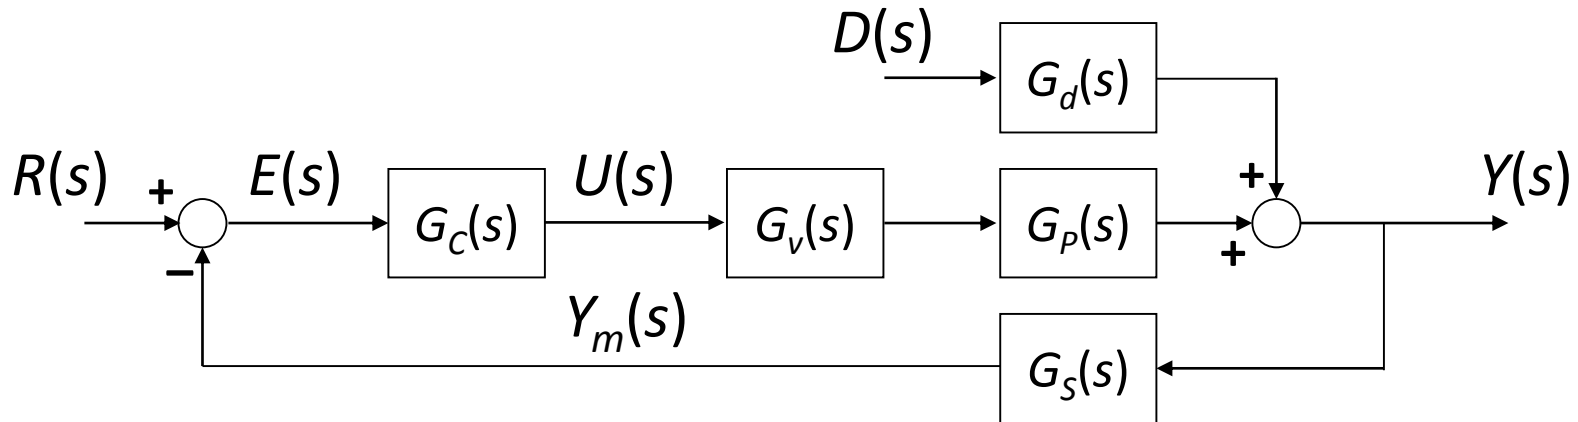 D(s)
G_d(s)
R(s) + E(s) G_C(s) U(s) G_v(s) G_P(s) + + Y(s)
−
Y_m(s)
G_S(s)